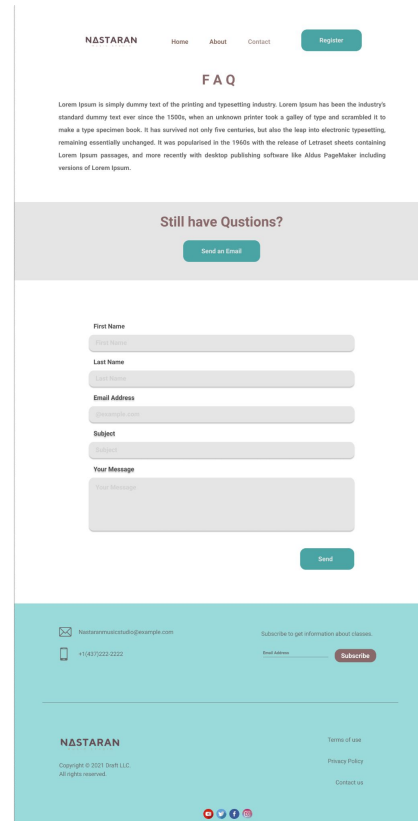 NASTARAN
Home About Contact Register
FAQ
Lorem Ipsum is simply dummy text of the printing and typesetting industry. Lorem Ipsum has been the industry's
standard dummy text ever since the 1500s, when an unknown printer took a galley of type and scrambled it to
make a type specimen book. It has survived not only five centuries, but also the leap into electronic typesetting,
remaining essentially unchanged. It was popularised in the 1960s with the release of Letraset sheets containing
Lorem Ipsum passages, and more recently with desktop publishing software like Aldus PageMaker including
versions of Lorem Ipsum.
Still have Qustions?
Send an Email
First Name
First Name
Last Name
Last Name
Email Address
@example.com
Subject
Subject
Your Message
Your Message
Send
Nastaranmusicstudio@example.com
+1(437)222-2222
Subscribe to get information about classes.
Email Address
Subscribe
NASTARAN
Copyright © 2021 Draft LLC.
All rights reserved.
Terms of use
Privacy Policy
Contact us